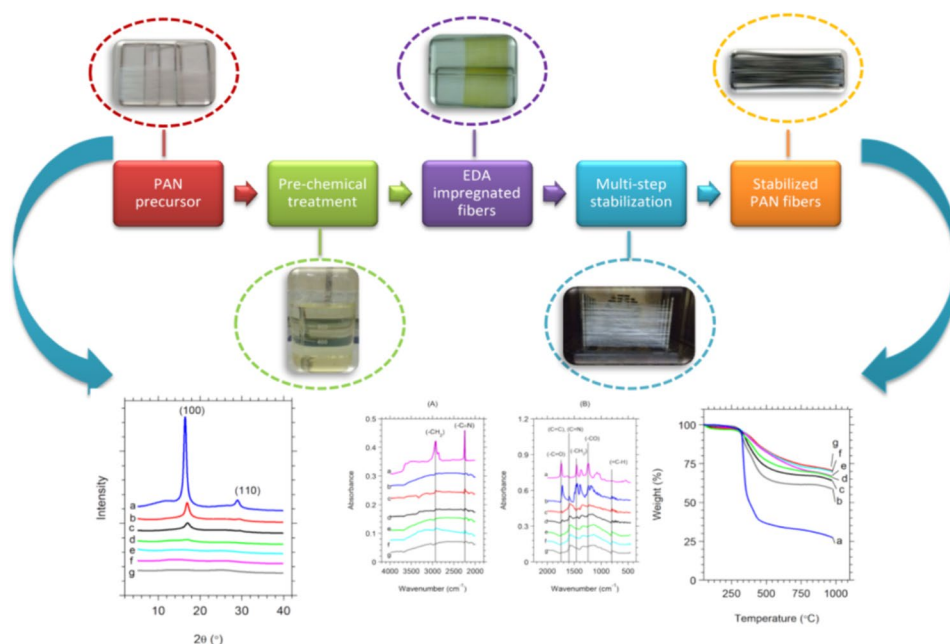 PAN
precursor
Pre-chemical
treatment
EDA
impregnated
fibers
Multi-step
stabilization
Stabilized
PAN fibers
(100)
(110)
a
b
c
d
e
f
g
Intensity
0 10 20 30 40
2θ (°)
(A)
(-CH2)
(-C≡N)
0.5
0.4
0.3
0.2
0.1
0
Absorbance
a
b
c
d
e
f
g
4000 3500 3000 2500 2000
Wavenumber (cm-1)
(B)
(C=C), (C=N)
(-C=O)
(-CH2)
(-CO)
(=C-H)
1.2
0.9
0.6
0.3
0
Absorbance
a
b
c
d
e
f
g
2000 1500 1000 500
Wavenumber (cm-1)
100
75
50
25
0
Weight (%)
g
f
e
d
c
b
a
0 250 500 750 1000
Temperature (°C)